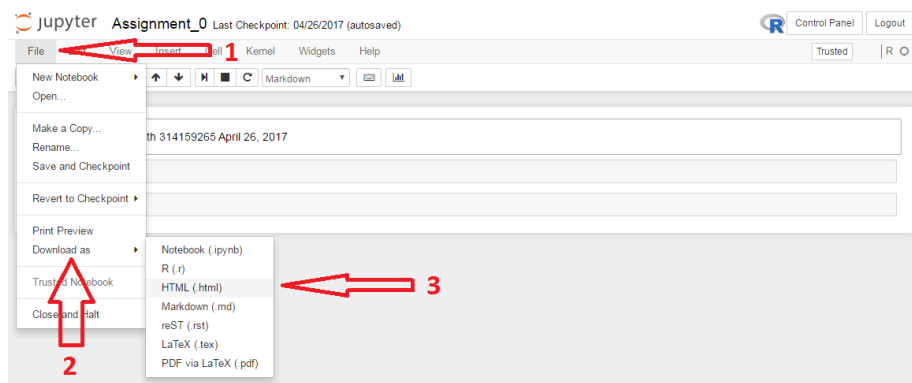 jupyter Assignment_0 Last Checkpoint: 04/26/2017 (autosaved) R Control Panel Logout
File View Insert Cell Kernel Widgets Help Trusted R O
1
New Notebook Markdown
Open...
Make a Copy...
th 314159265 April 26, 2017
Rename...
Save and Checkpoint
Revert to Checkpoint
Print Preview
Download as
Notebook (.ipynb)
R (.r)
Trusted Notebook
HTML (.html)
3
Markdown (.md)
Close and Halt
reST (.rst)
LaTeX (.tex)
PDF via LaTeX (.pdf)
2